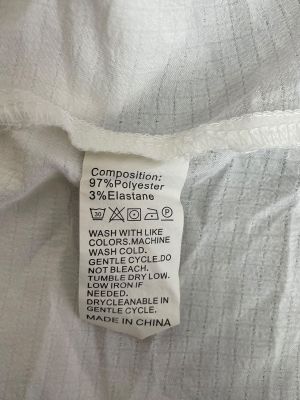 Composition:
97%Polyester
3%Elastane
30 P
WASH WITH LIKE
COLORS.MACHINE
WASH COLD.
GENTLE CYCLE.DO
NOT BLEACH.
TUMBLE DRY LOW.
LOW IRON IF
NEEDED.
DRYCLEANABLE IN
GENTLE CYCLE.
MADE IN CHINA